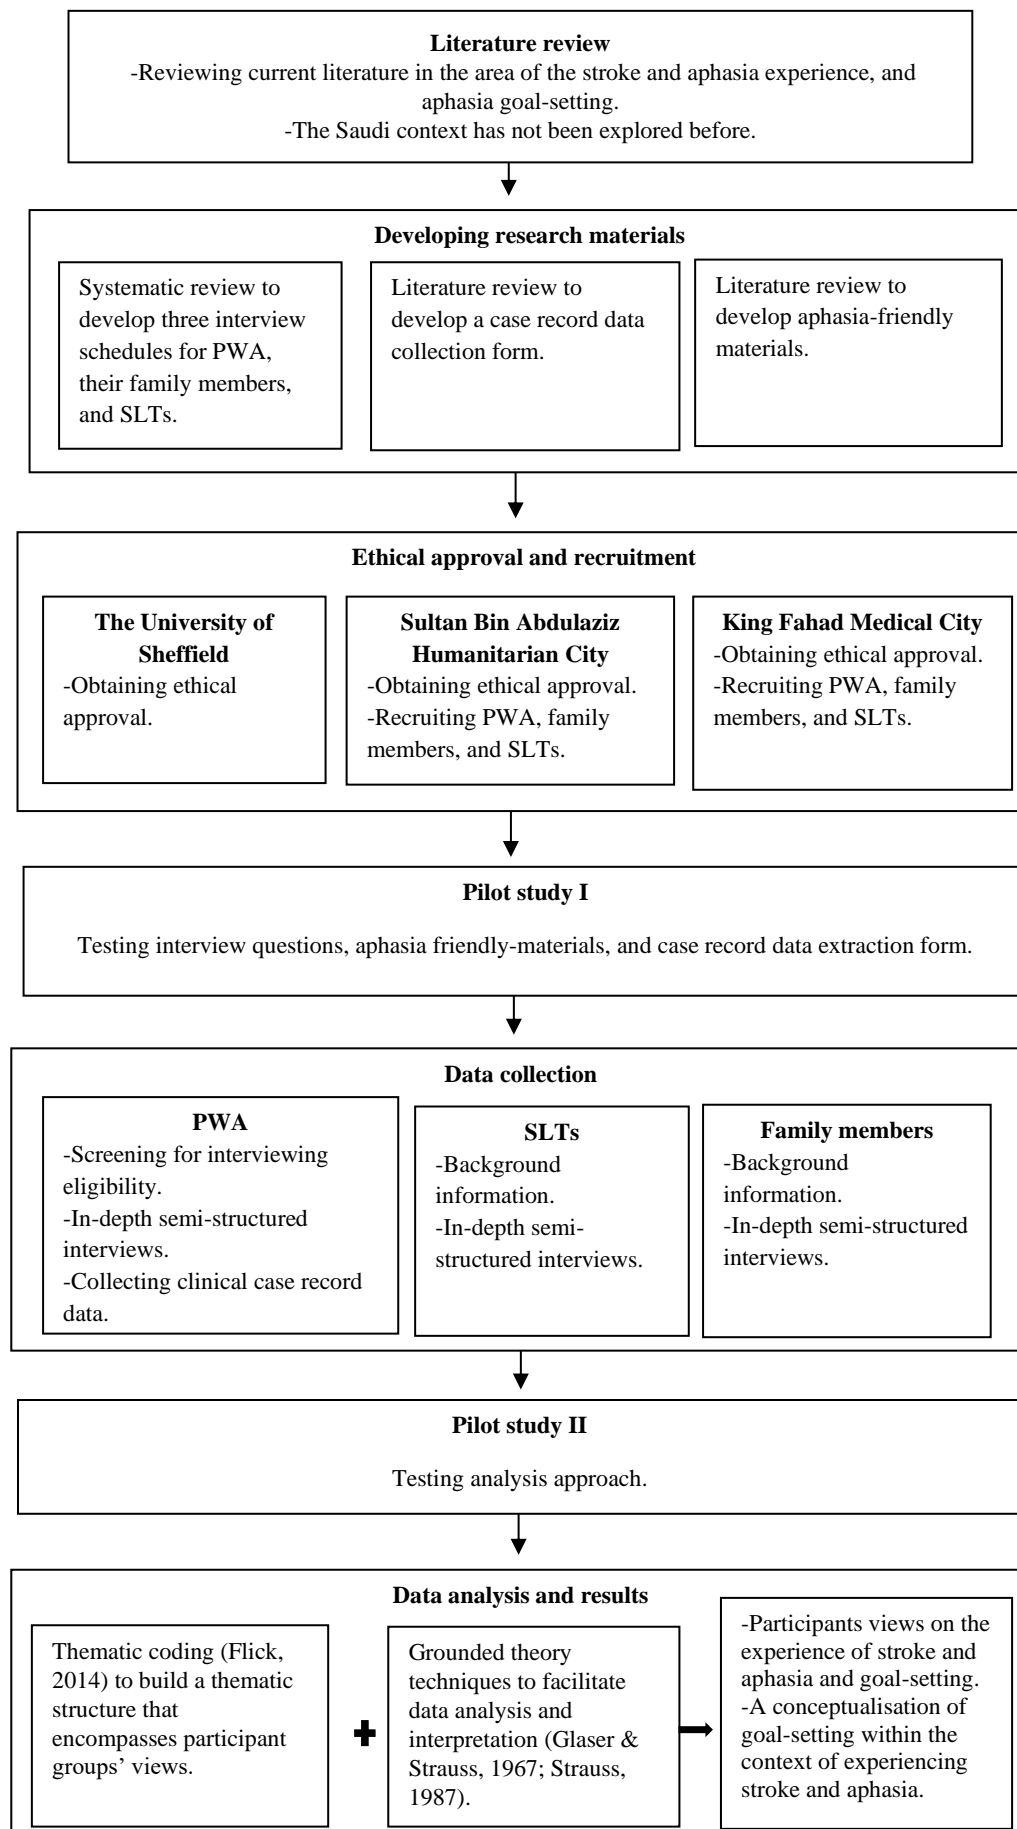 Literature review
-Reviewing current literature in the area of the stroke and aphasia experience, and
aphasia goal-setting.
-The Saudi context has not been explored before.
Developing research materials
Systematic review to
develop three interview
schedules for PWA,
their family members,
and SLTs.
Literature review to
develop a case record data
collection form.
Literature review to
develop aphasia-friendly
materials.
Ethical approval and recruitment
The University of
Sheffield
-Obtaining ethical
approval.
Sultan Bin Abdulaziz
Humanitarian City
-Obtaining ethical approval.
-Recruiting PWA, family
members, and SLTs.
King Fahad Medical City
-Obtaining ethical approval.
-Recruiting PWA, family
members, and SLTs.
Pilot study I
Testing interview questions, aphasia friendly-materials, and case record data extraction form.
Data collection
PWA
-Screening for interviewing
eligibility.
-In-depth semi-structured
interviews.
-Collecting clinical case record
data.
SLTs
-Background
information.
-In-depth semi-
structured interviews.
Family members
-Background
information.
-In-depth semi-structured
interviews.
Pilot study II
Testing analysis approach.
Data analysis and results
Thematic coding (Flick,
2014) to build a thematic
structure that
encompasses participant
groups’ views.
Grounded theory
techniques to facilitate
data analysis and
interpretation (Glaser &
Strauss, 1967; Strauss,
1987).
-Participants views on the
experience of stroke and
aphasia and goal-setting.
-A conceptualisation of
goal-setting within the
context of experiencing
stroke and aphasia.